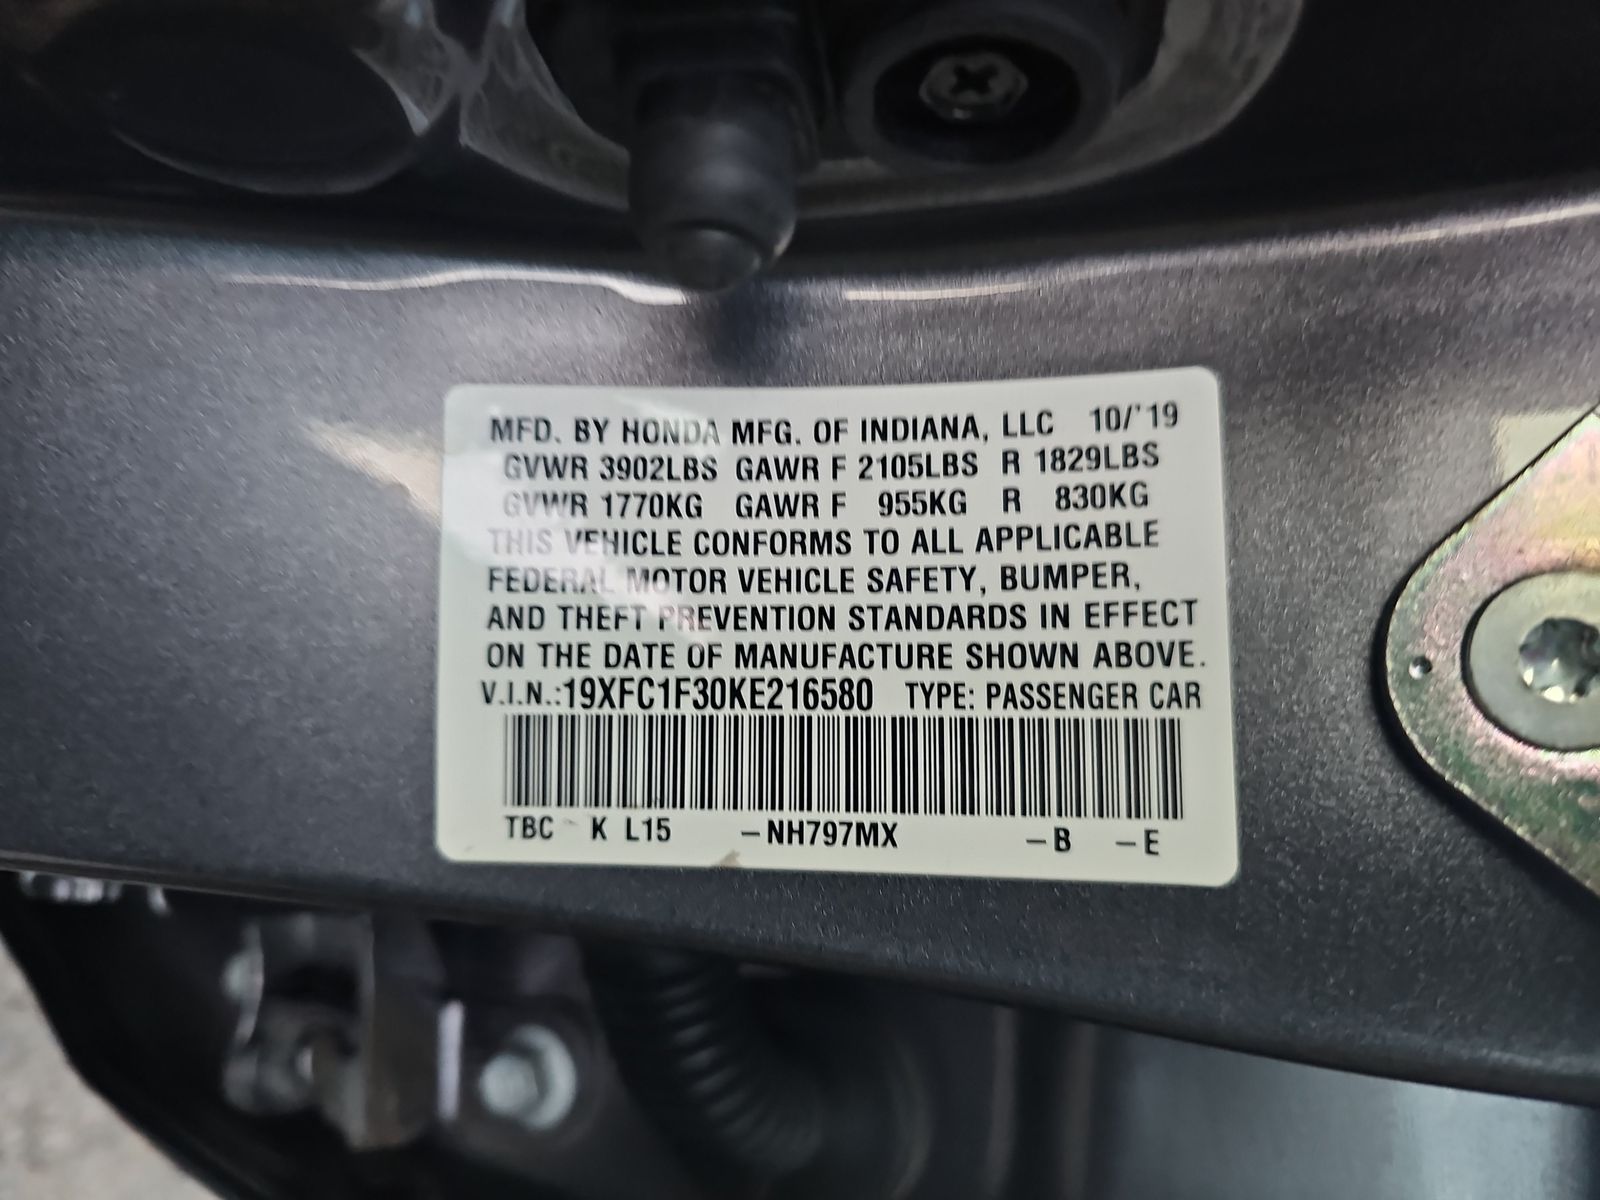 MFD. BY HONDA MFG. OF INDIANA, LLC 10/'19
GVWR 3902LBS GAWR F 2105LBS R 1829LBS
GVWR 1770KG GAWR F 955KG R 830KG
THIS VEHICLE CONFORMS TO ALL APPLICABLE
FEDERAL MOTOR VEHICLE SAFETY, BUMPER,
AND THEFT PREVENTION STANDARDS IN EFFECT
ON THE DATE OF MANUFACTURE SHOWN ABOVE.
V.I.N.:19XFC1F30KE216580 TYPE: PASSENGER CAR
TBC K L15 -NH797MX -B -E